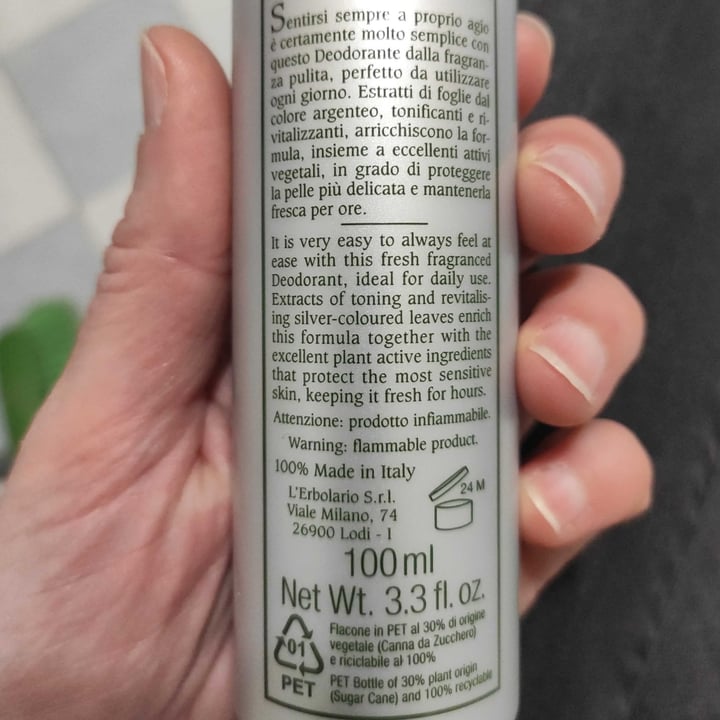 Sentirsi sempre a proprio agio
è certamente molto semplice con
questo Deodorante dalla fragran-
za pulita, perfetto da utilizzare
ogni giorno. Estratti di foglie dal
colore argenteo, tonificanti e ri-
vitalizzanti, arricchiscono la for-
mula, insieme a eccellenti attivi
vegetali, in grado di proteggere
la pelle più delicata e mantenerla
fresca per ore.
It is very easy to always feel at
ease with this fresh fragranced
Deodorant, ideal for daily use.
Extracts of toning and revitalis-
ing silver-coloured leaves enrich
this formula together with the
excellent plant active ingredients
that protect the most sensitive
skin, keeping it fresh for hours.
Attenzione: prodotto infiammabile.
Warning: flammable product.
100% Made in Italy
L'Erbolario S.r.l.
Viale Milano, 74
26900 Lodi - I
24 M
100 ml
Net Wt. 3.3 fl. oz.
01
PET
Flacone in PET al 30% di origine
vegetale (Canna da Zucchero)
e riciclabile al 100%
PET Bottle of 30% plant origin
(Sugar Cane) and 100% recyclable